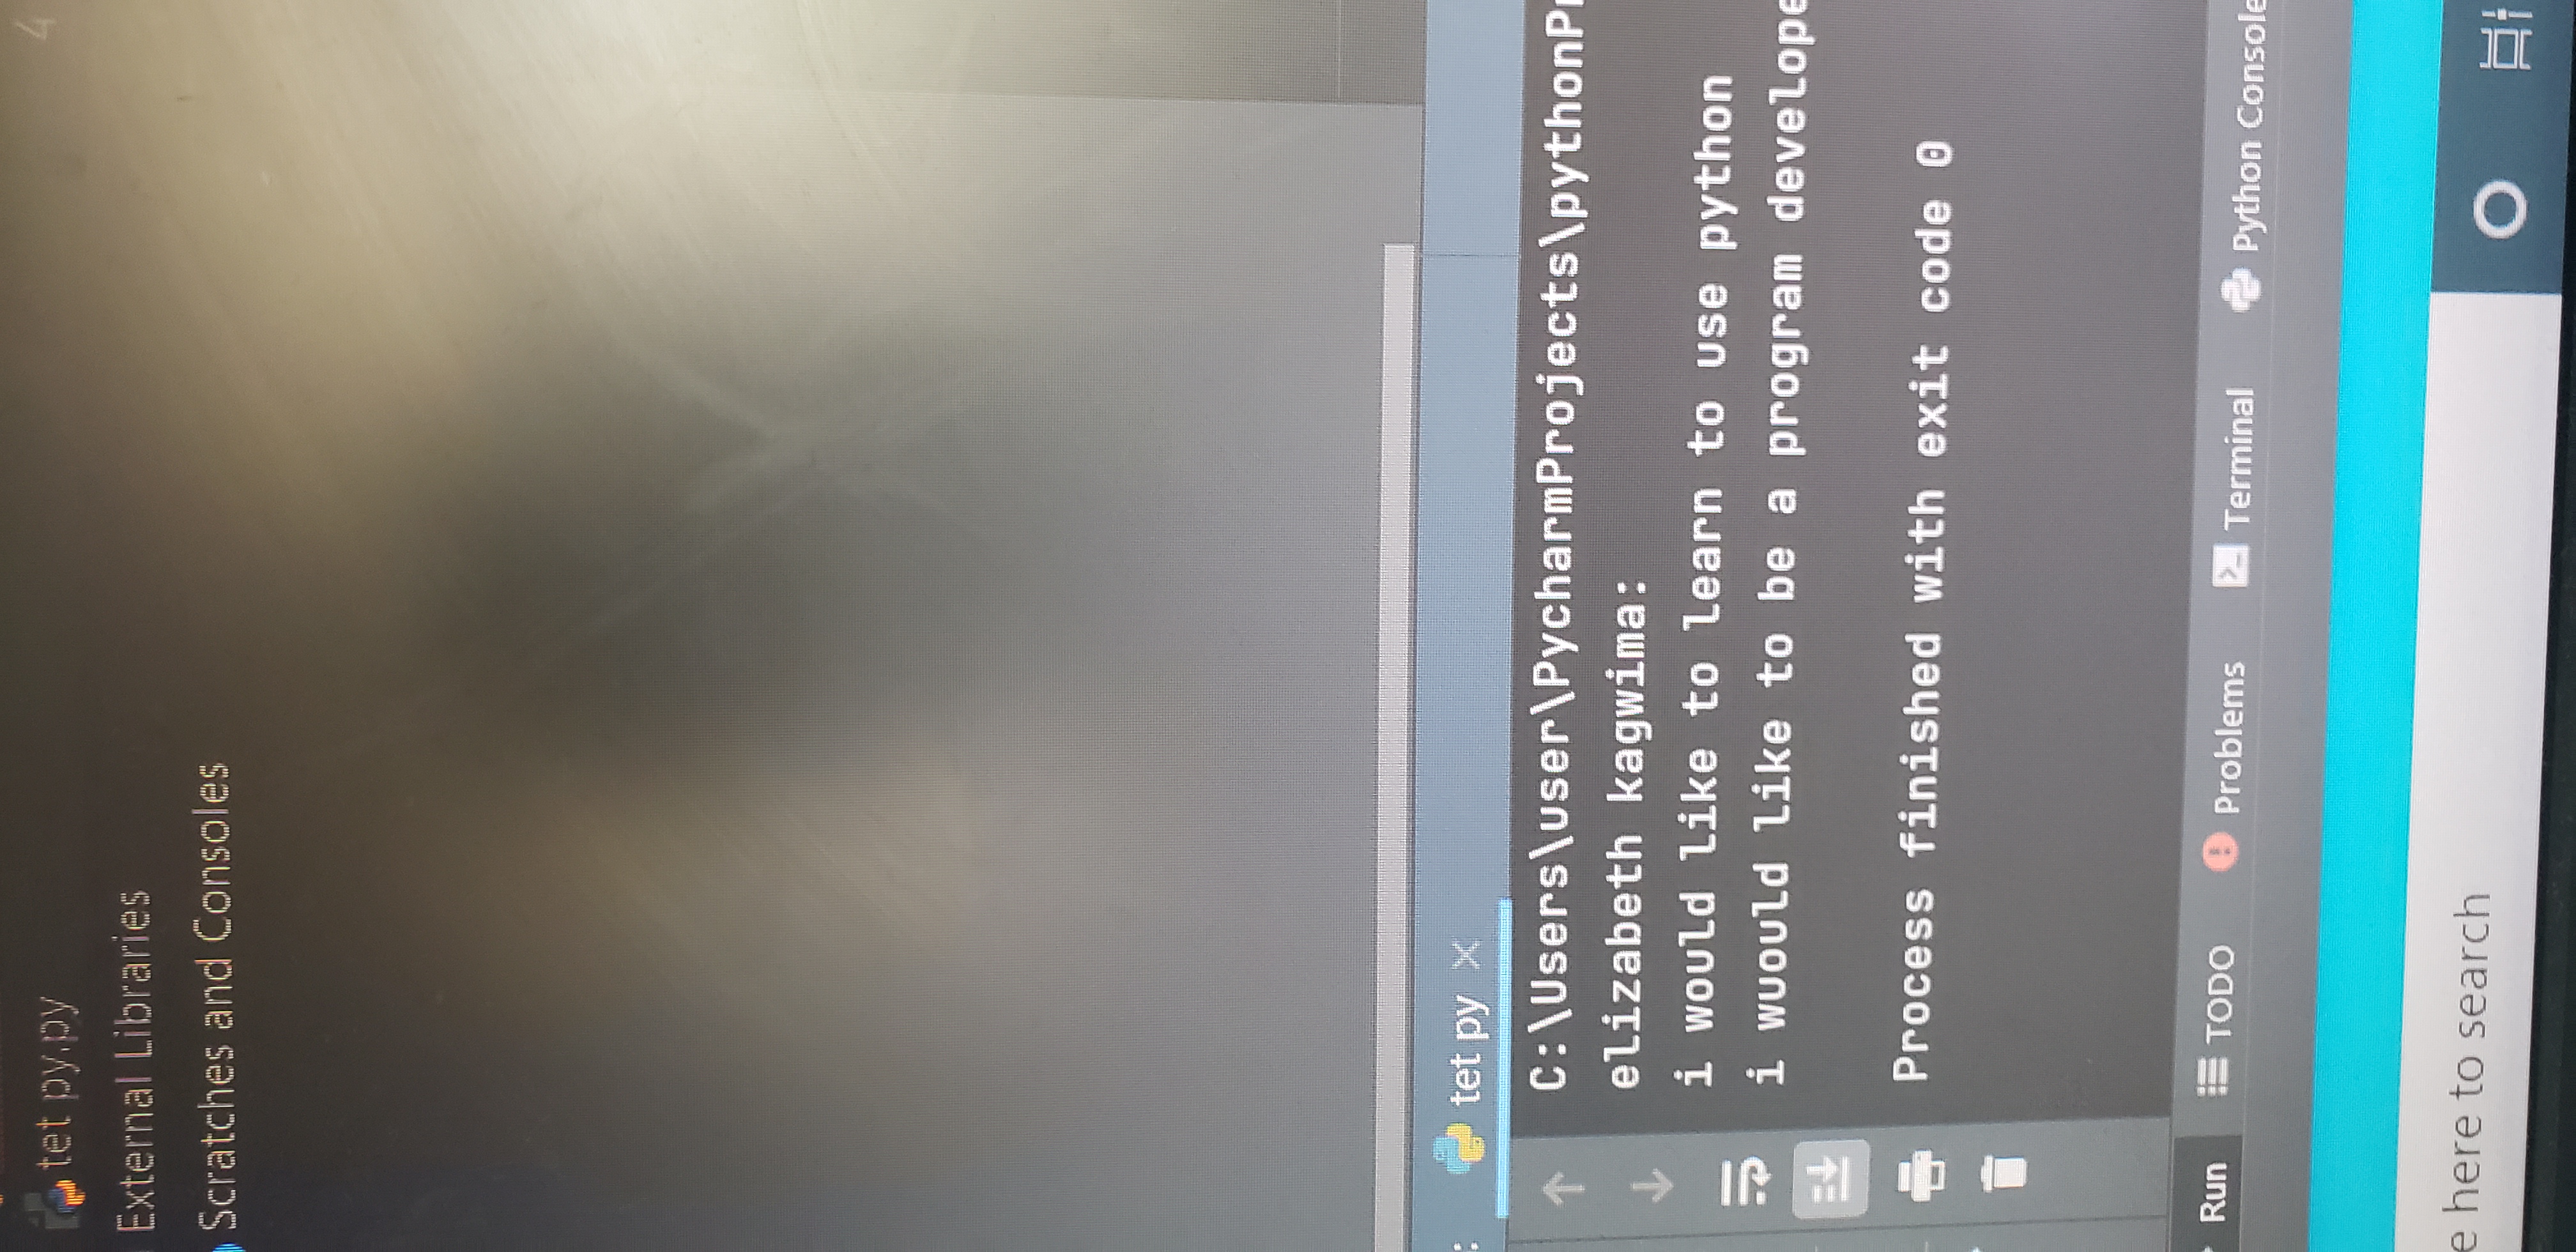 4
tet py.py
External Libraries
Scratches and Consoles
tet py
C:\Users\user\PycharmProjects\pythonPr
elizabeth kagwima:
i would like to learn to use python
i wuould like to be a program develope
Process finished with exit code 0
Run TODO Problems Terminal Python Console
e here to search